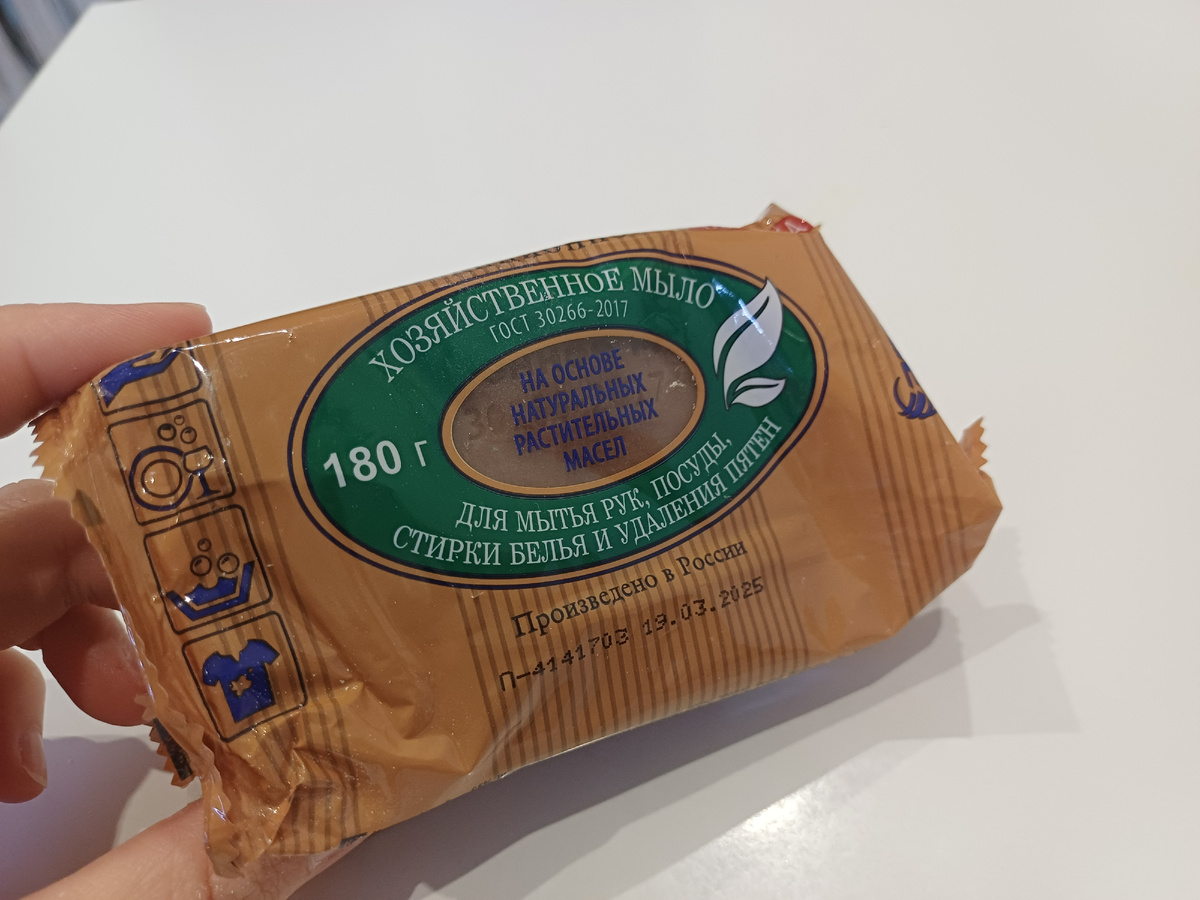 ХОЗЯЙСТВЕННОЕ МЫЛО
ГОСТ 30266-2017
НА ОСНОВЕ
НАТУРАЛЬНЫХ
РАСТИТЕЛЬНЫХ
МАСЕЛ
180 г
ДЛЯ МЫТЬЯ РУК, ПОСУДЫ,
СТИРКИ БЕЛЬЯ И УДАЛЕНИЯ ПЯТЕН
Произведено в России
П-4141703 19.03.2025